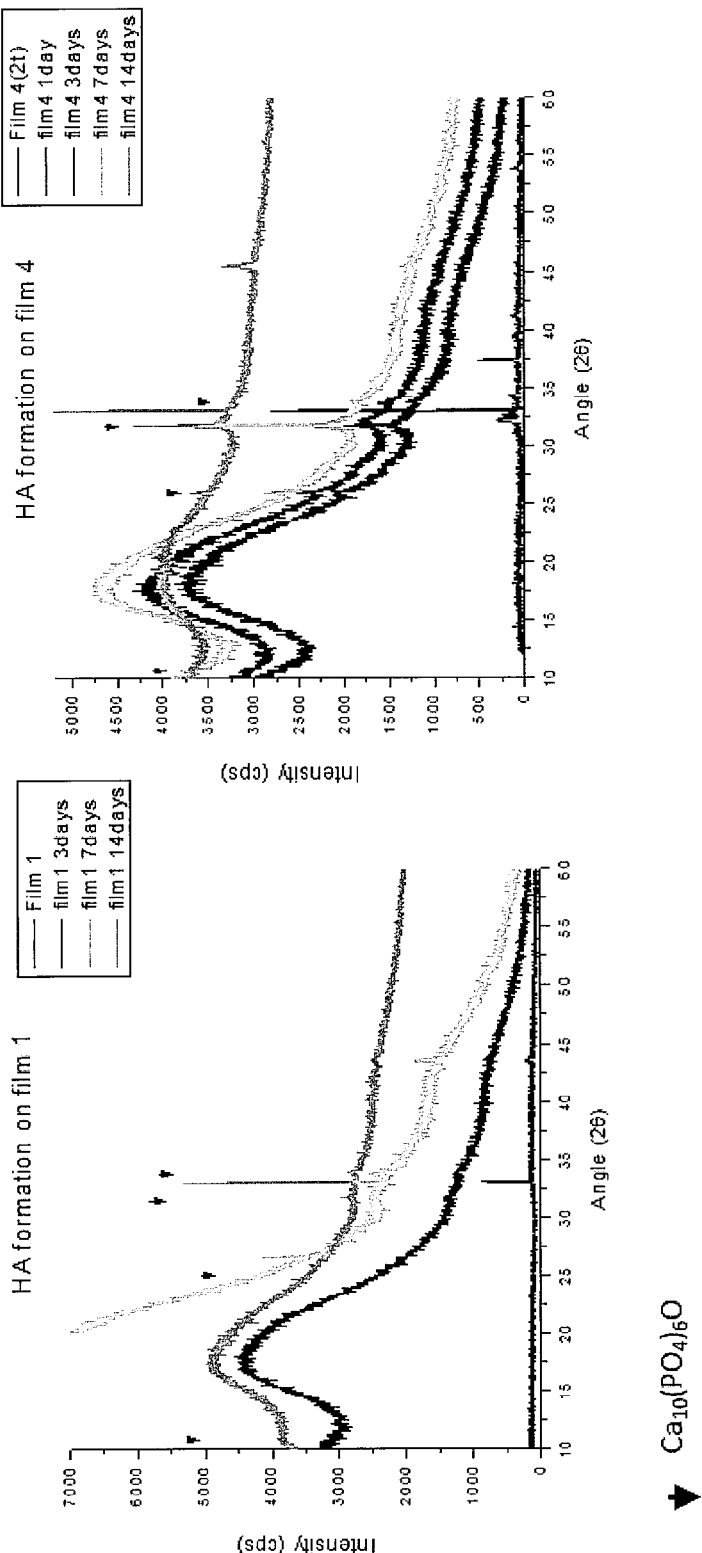 HA formation on film 1
Film 1
film1 3days
film1 7days
film1 14days
7000
6000
5000
4000
3000
2000
1000
0
Intensity (cps)
10
15
20
25
30
35
40
45
50
55
60
Angle (2θ)
HA formation on film 4
Film 4(2t)
film4 1day
film4 3days
film4 7days
film4 14days
5000
4500
4000
3500
3000
2500
2000
1500
1000
500
0
Intensity (cps)
10
15
20
25
30
35
40
45
50
55
60
Angle (2θ)
Ca₁₀(PO₄)₆O